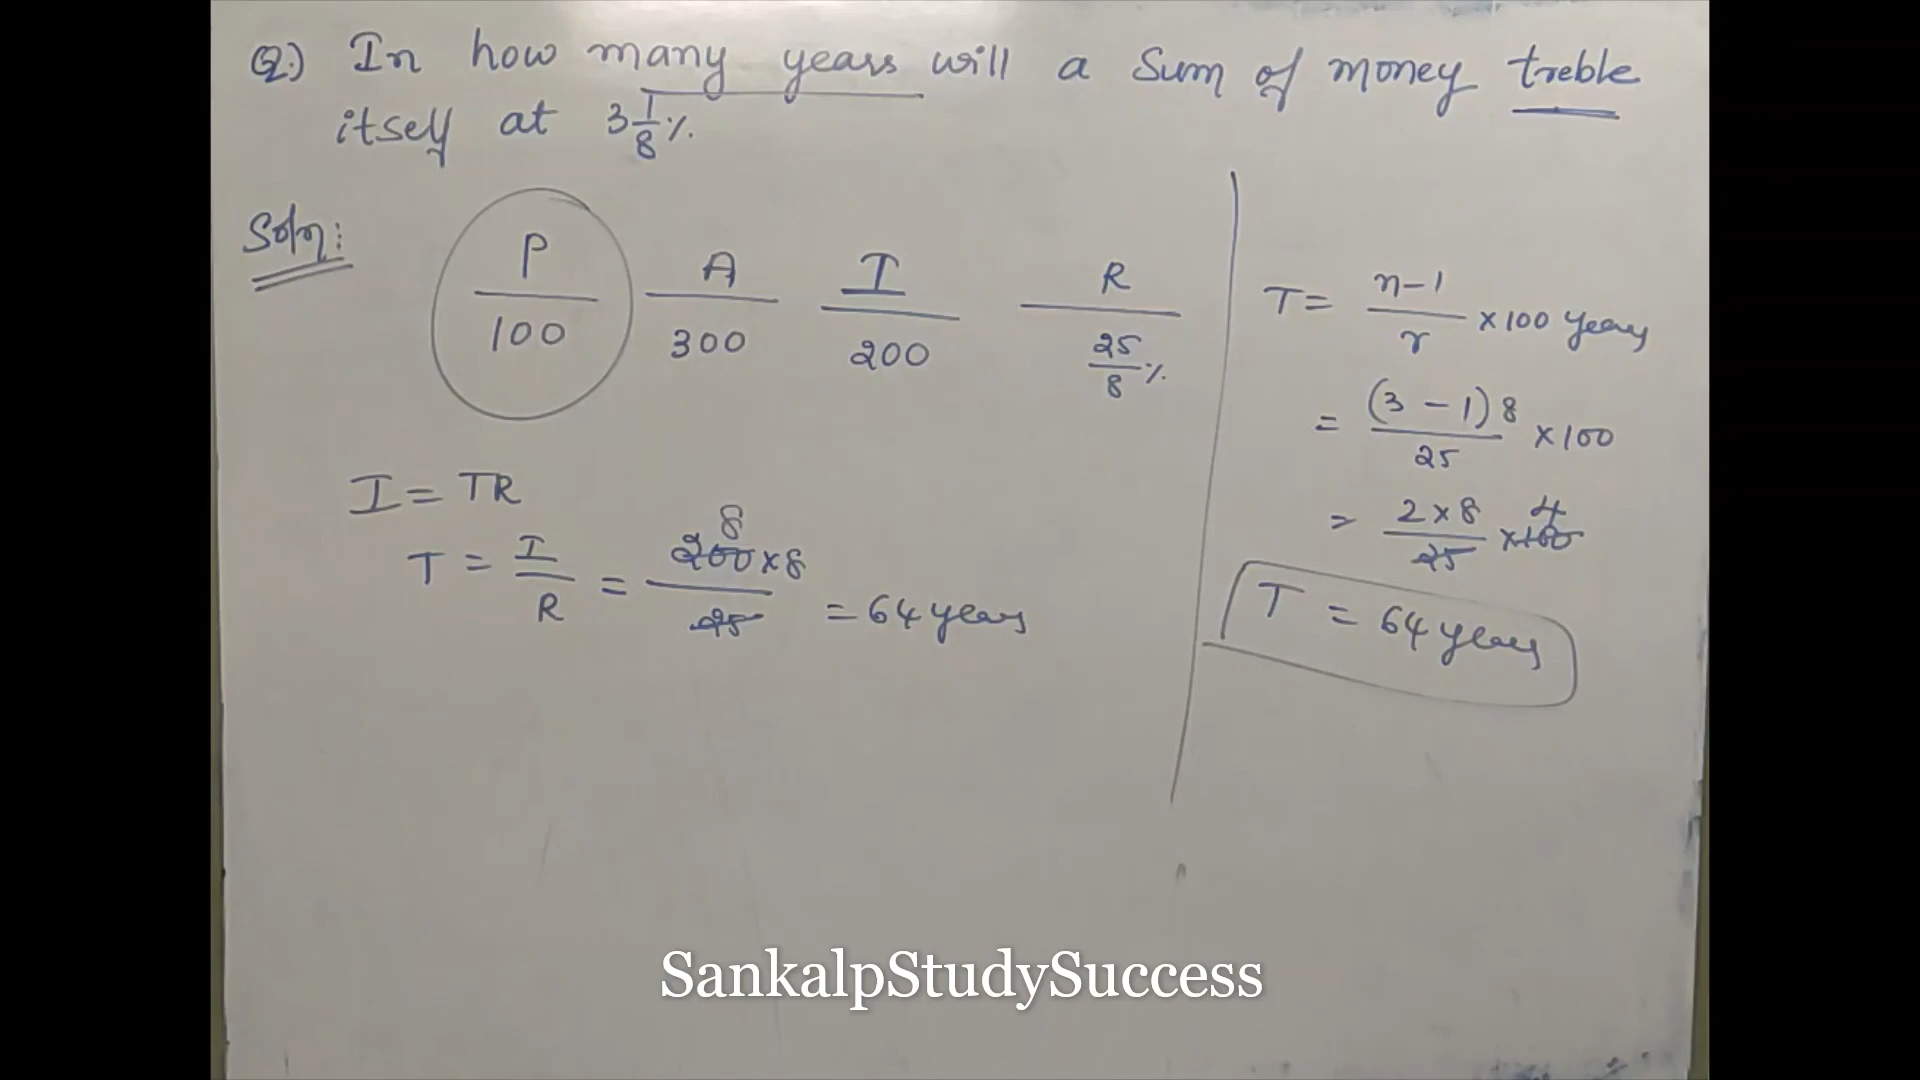 Q.) In how many years will a Sum of money treble
itself at 3 1/8 %.
Soln:
P A I R
100 300 200 25/8 %
I = TR
T = I/R = 200×8/25 = 64 years
8
T = n-1/r ×100 years
= (3-1)8/25 ×100
= 2×8/25 ×100
4
T = 64 years
SankalpStudySuccess